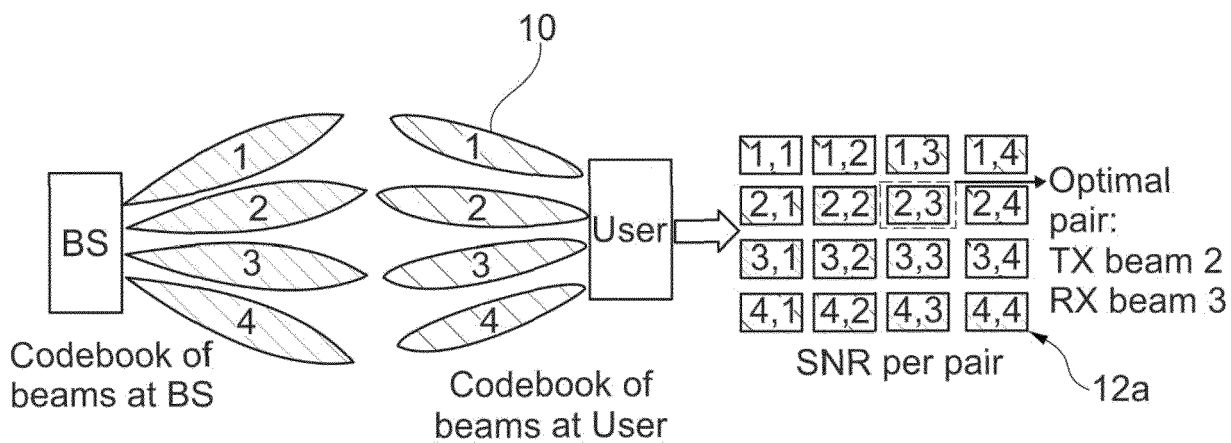 10
1
2
3
4
BS
Codebook of
beams at BS
1
2
3
4
User
Codebook of
beams at User
1,1 1,2 1,3 1,4
2,1 2,2 2,3 2,4
3,1 3,2 3,3 3,4
4,1 4,2 4,3 4,4
SNR per pair
Optimal
pair:
TX beam 2
RX beam 3
12a